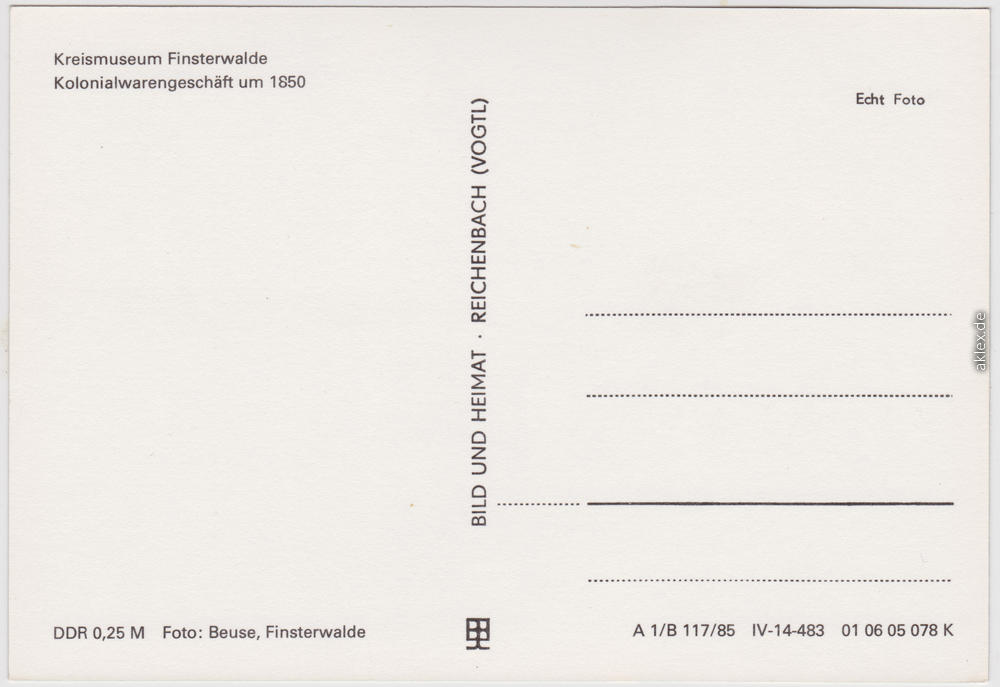 Kreismuseum Finsterwalde
Kolonialwarengeschäft um 1850
Echt Foto
BILD UND HEIMAT · REICHENBACH (VOGTL)
DDR 0,25 M Foto: Beuse, Finsterwalde
A 1/B 117/85 IV-14-483 01 06 05 078 K
aklex.de